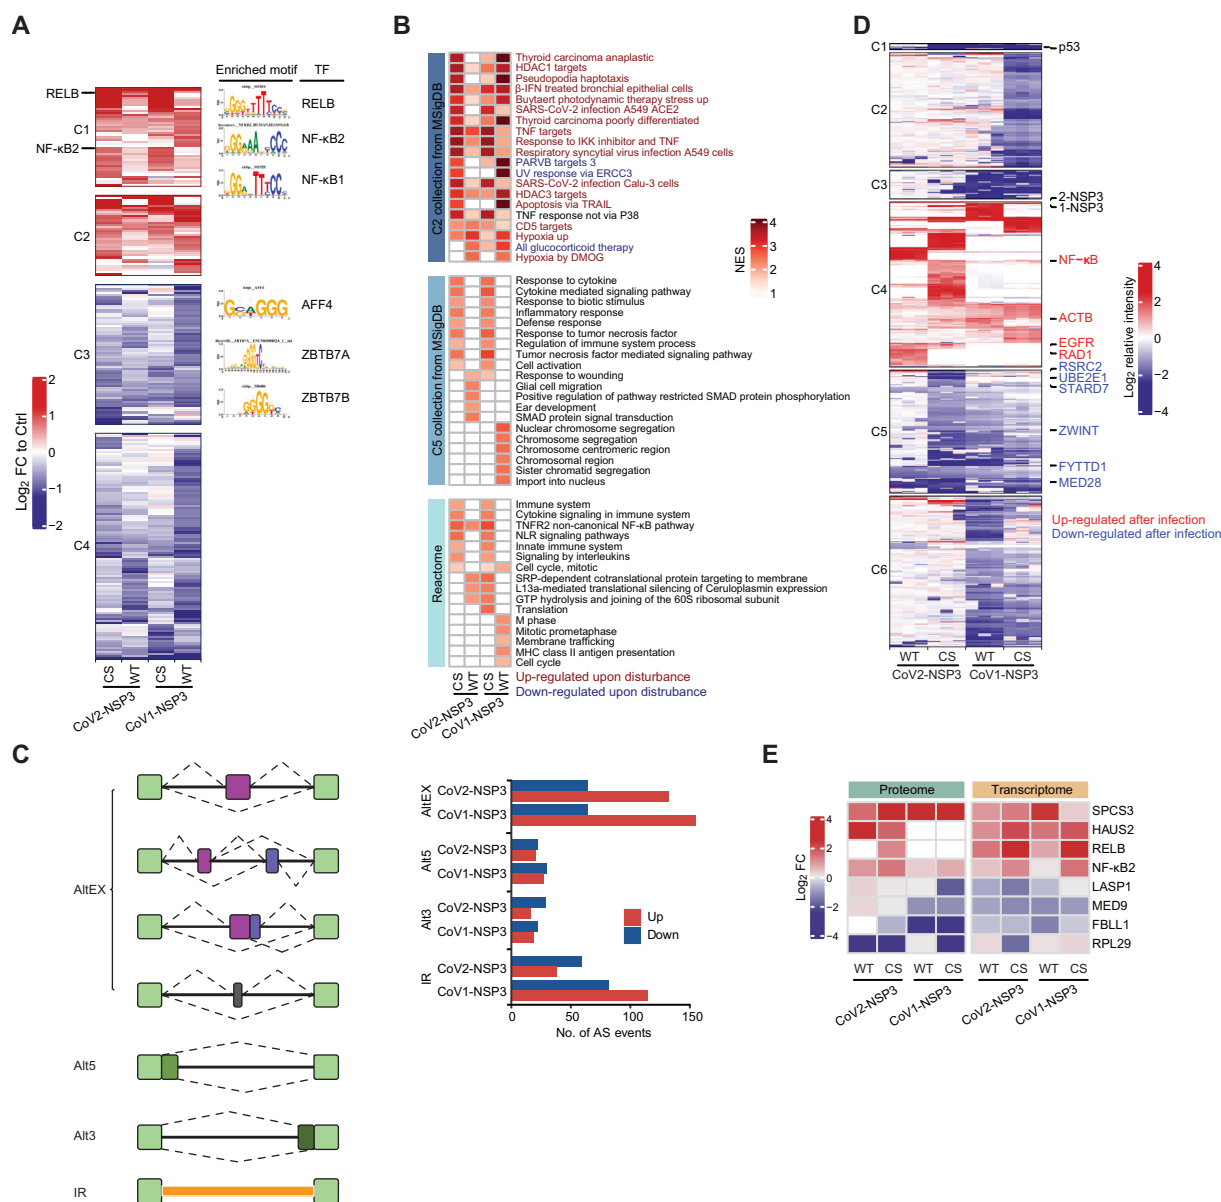 A
Enriched motif
TF
RELB
C1
NF-κB2
C2
C3
C4
RELB
NF-κB2
NF-κB1
AFF4
ZBTB7A
ZBTB7B
Log2 FC to Ctrl
2
1
0
−1
−2
CS
WT
CS
WT
CoV2-NSP3
CoV1-NSP3
B
C2 collection from MSigDB
Thyroid carcinoma anaplastic
HDAC1 targets
Pseudopodia haptotaxis
β-IFN treated bronchial epithelial cells
Buytaert photodynamic therapy stress up
SARS-CoV-2 infection A549 ACE2
Thyroid carcinoma poorly differentiated
TNF targets
Response to IKK inhibitor and TNF
Respiratory syncytial virus infection A549 cells
PARVB targets 3
UV response via ERCC3
SARS-CoV-2 infection Calu-3 cells
HDAC3 targets
Apoptosis via TRAIL
TNF response not via P38
CD5 targets
Hypoxia up
All glucocorticoid therapy
Hypoxia by DMOG
NES
4
3
2
1
C5 collection from MSigDB
Response to cytokine
Cytokine mediated signaling pathway
Response to biotic stimulus
Inflammatory response
Defense response
Response to tumor necrosis factor
Regulation of immune system process
Tumor necrosis factor mediated signaling pathway
Cell activation
Response to wounding
Glial cell migration
Positive regulation of pathway restricted SMAD protein phosphorylation
Ear development
SMAD protein signal transduction
Nuclear chromosome segregation
Chromosome segregation
Chromosome centromeric region
Chromosomal region
Sister chromatid segregation
Import into nucleus
Reactome
Immune system
Cytokine signaling in immune system
TNFR2 non-canonical NF-κB pathway
NLR signaling pathways
Innate immune system
Signaling by interleukins
Cell cycle, mitotic
SRP-dependent cotranslational protein targeting to membrane
L13a-mediated translational silencing of Ceruloplasmin expression
GTP hydrolysis and joining of the 60S ribosomal subunit
Translation
M phase
Mitotic prometaphase
Membrane trafficking
MHC class II antigen presentation
Cell cycle
CS
WT
CS
WT
CoV2-NSP3
CoV1-NSP3
Up-regulated upon disturbance
Down-regulated upon distrubance
D
C1
C2
C3
C4
C5
C6
p53
2-NSP3
1-NSP3
NF−κB
ACTB
EGFR
RAD1
RSRC2
UBE2E1
STARD7
ZWINT
FYTTD1
MED28
Log2 relative intensity
4
2
0
−2
−4
Up-regulated after infection
Down-regulated after infection
WT CS WT CS
CoV2-NSP3 CoV1-NSP3
C
AltEX
Alt5
Alt3
IR
AltEX
CoV2-NSP3
CoV1-NSP3
Alt5
CoV2-NSP3
CoV1-NSP3
Alt3
CoV2-NSP3
CoV1-NSP3
IR
CoV2-NSP3
CoV1-NSP3
Up
Down
0 50 100 150
No. of AS events
E
Proteome Transcriptome
Log2 FC
4
2
0
−2
−4
SPCS3
HAUS2
RELB
NF-κB2
LASP1
MED9
FBLL1
RPL29
WT CS WT CS WT CS WT CS
CoV2-NSP3 CoV1-NSP3 CoV2-NSP3 CoV1-NSP3